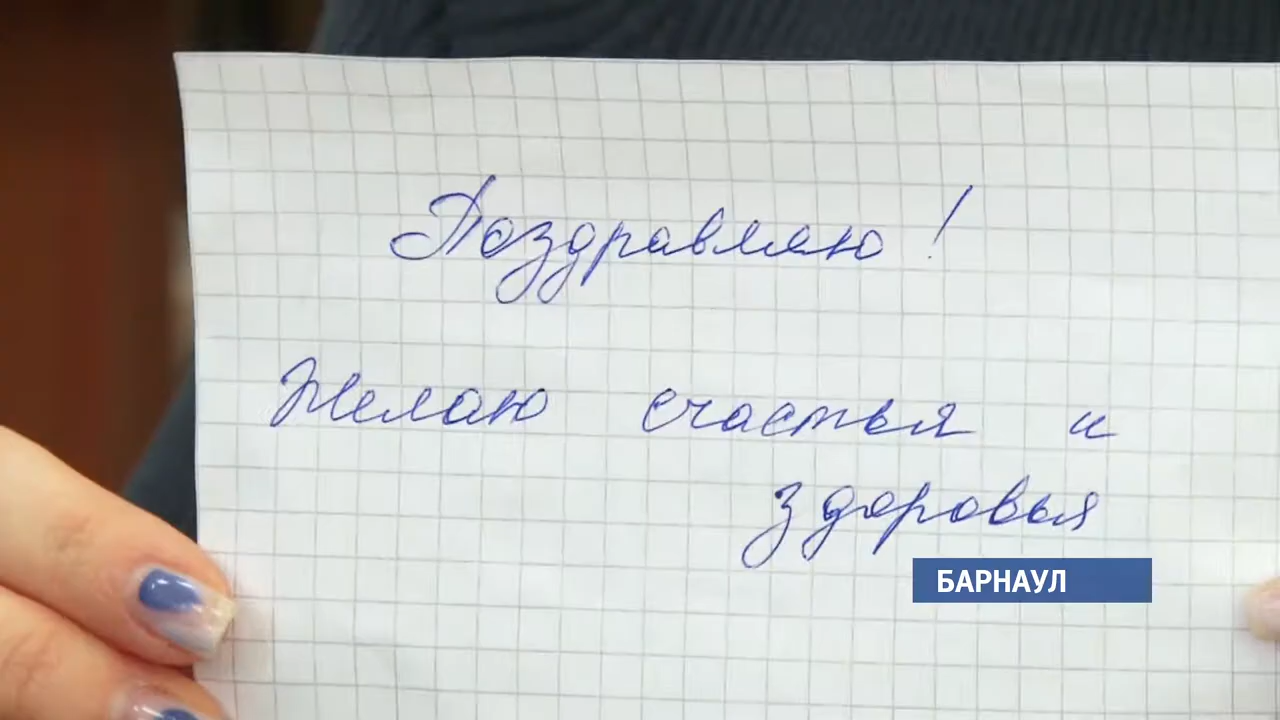 Поздравляю!
Желаю счастья и
здоровья
БАРНАУЛ